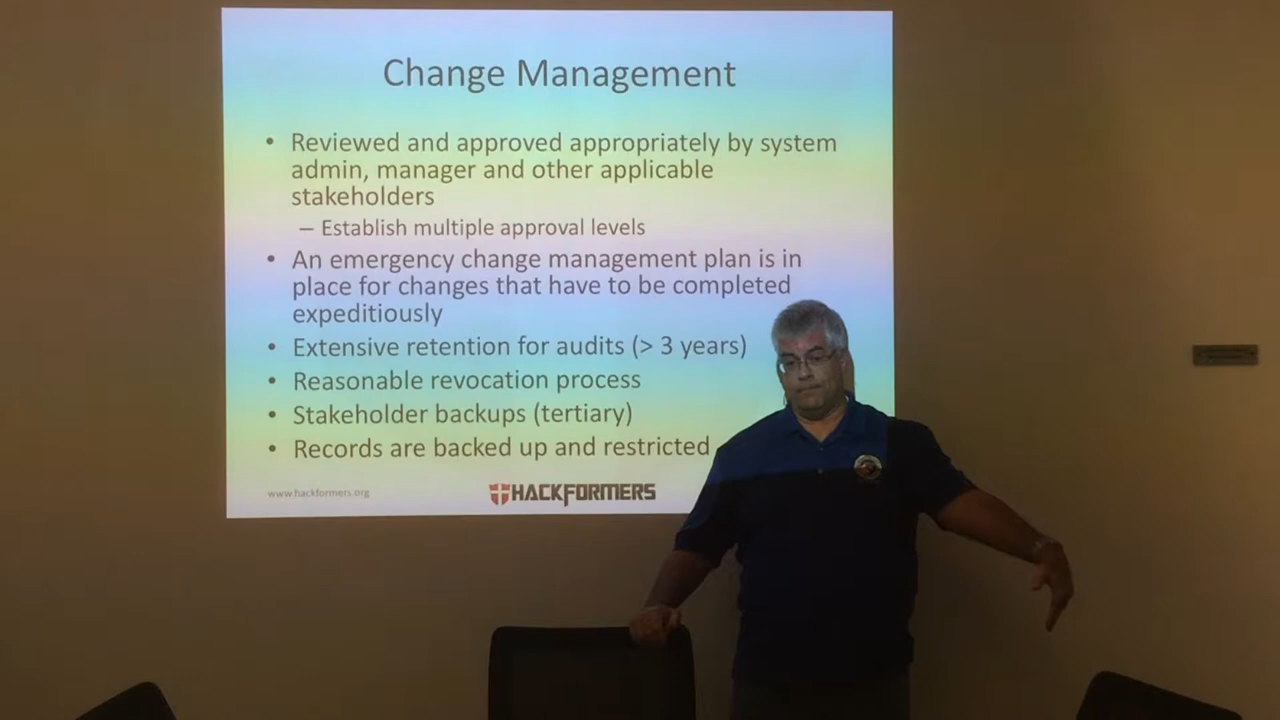 Change Management
• Reviewed and approved appropriately by system
admin, manager and other applicable
stakeholders
– Establish multiple approval levels
• An emergency change management plan is in
place for changes that have to be completed
expeditiously
• Extensive retention for audits (> 3 years)
• Reasonable revocation process
• Stakeholder backups (tertiary)
• Records are backed up and restricted
www.hackformers.org
HACKFORMERS